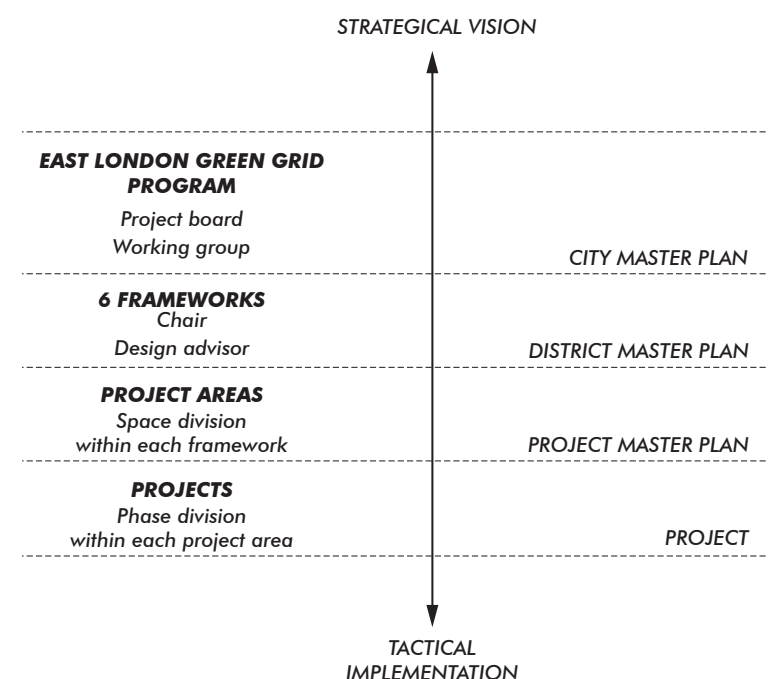 STRATEGICAL VISION
EAST LONDON GREEN GRID
PROGRAM
Project board
Working group
CITY MASTER PLAN
6 FRAMEWORKS
Chair
Design advisor
DISTRICT MASTER PLAN
PROJECT AREAS
Space division
within each framework
PROJECT MASTER PLAN
PROJECTS
Phase division
within each project area
PROJECT
TACTICAL
IMPLEMENTATION